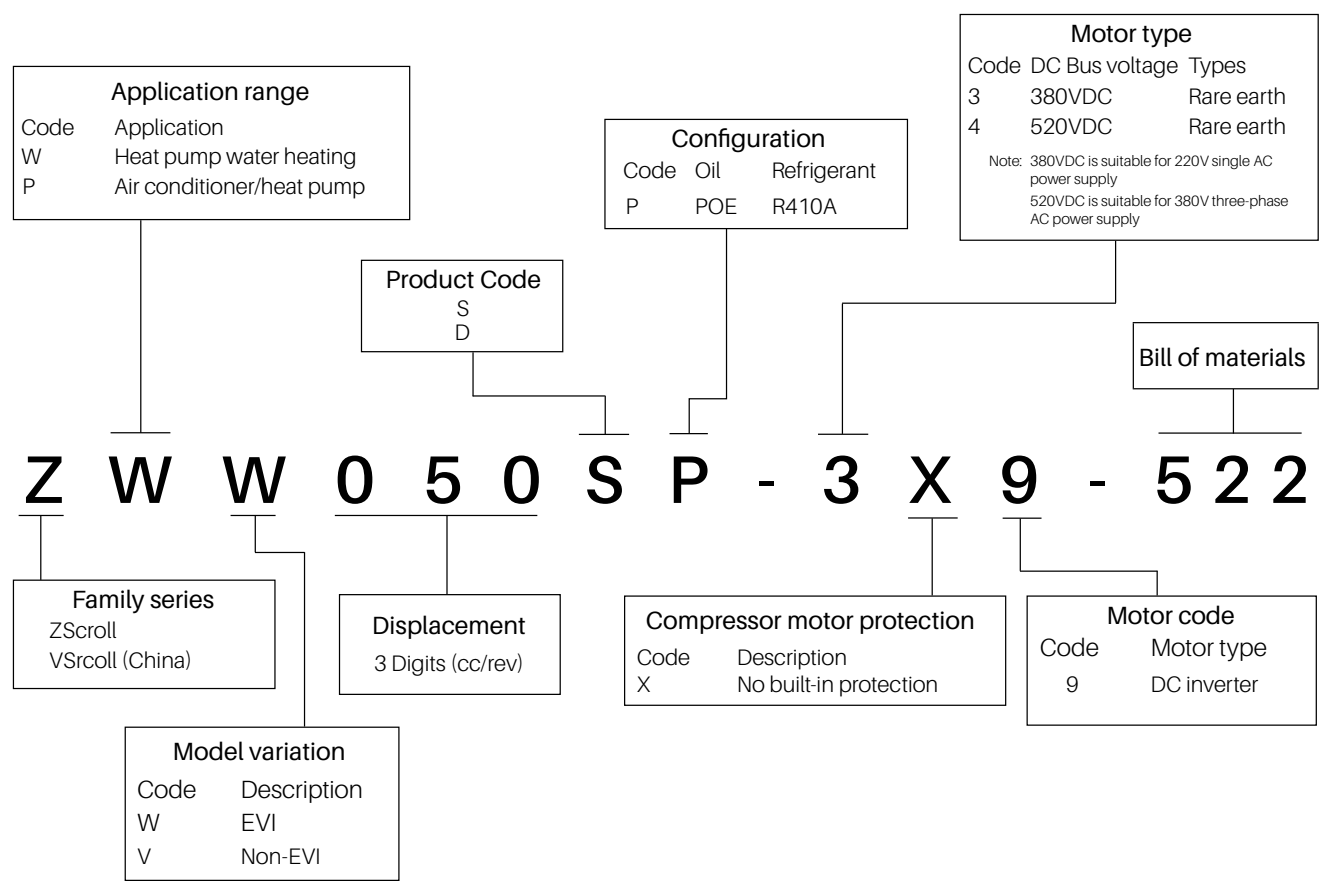 Application range
Code Application
W Heat pump water heating
P Air conditioner/heat pump
Product Code
S
D
Configuration
Code Oil Refrigerant
P POE R410A
Motor type
Code DC Bus voltage Types
3 380VDC Rare earth
4 520VDC Rare earth
Note: 380VDC is suitable for 220V single AC
power supply
520VDC is suitable for 380V three-phase
AC power supply
Bill of materials
Z W W 0 5 0 S P - 3 X 9 - 5 2 2
Family series
ZScroll
VSrcoll (China)
Model variation
Code Description
W EVI
V Non-EVI
Displacement
3 Digits (cc/rev)
Compressor motor protection
Code Description
X No built-in protection
Motor code
Code Motor type
9 DC inverter